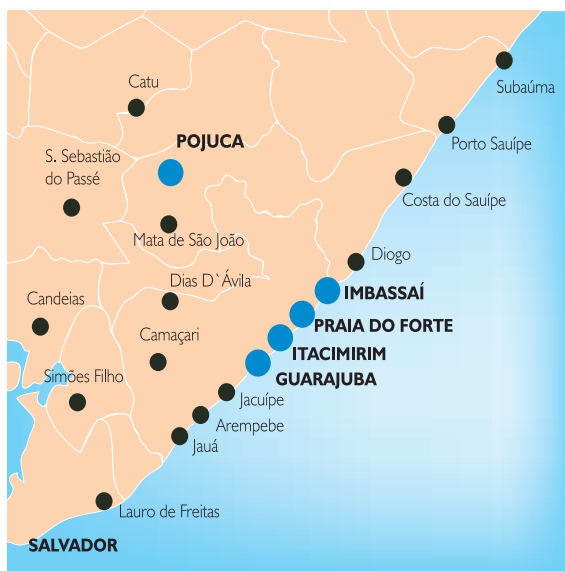 Catu
Subaúma
POJUCA
Porto Sauípe
S. Sebastião
do Passé
Costa do Sauípe
Mata de São João
Diogo
Dias D`Ávila
IMBASSAÍ
Candeias
PRAIA DO FORTE
Camaçari
ITACIMIRIM
Simões Filho
GUARAJUBA
Jacuípe
Arempebe
Jauá
Lauro de Freitas
SALVADOR